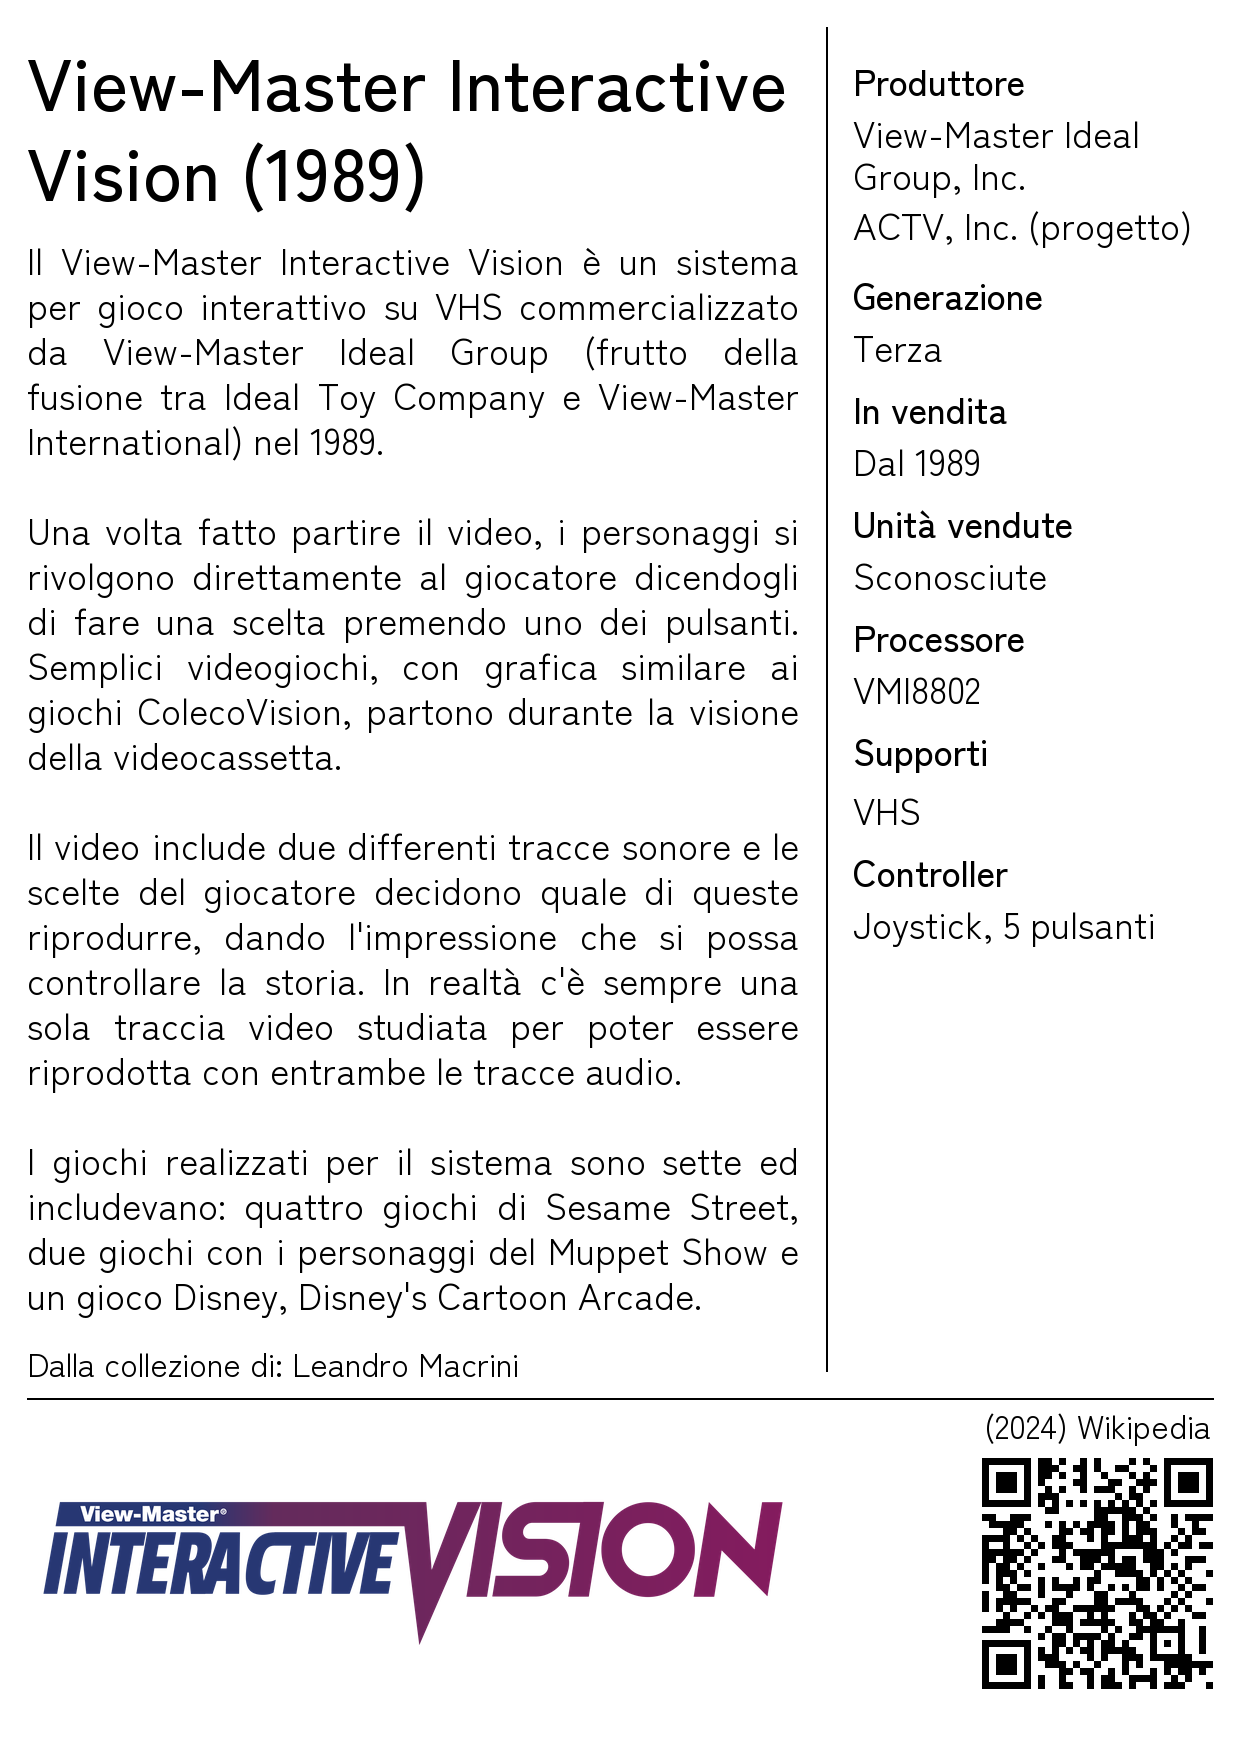 View-Master Interactive
Vision (1989)
Il View-Master Interactive Vision è un sistema
per gioco interattivo su VHS commercializzato
da View-Master Ideal Group (frutto della
fusione tra Ideal Toy Company e View-Master
International) nel 1989.
Una volta fatto partire il video, i personaggi si
rivolgono direttamente al giocatore dicendogli
di fare una scelta premendo uno dei pulsanti.
Semplici videogiochi, con grafica similare ai
giochi ColecoVision, partono durante la visione
della videocassetta.
Il video include due differenti tracce sonore e le
scelte del giocatore decidono quale di queste
riprodurre, dando l'impressione che si possa
controllare la storia. In realtà c'è sempre una
sola traccia video studiata per poter essere
riprodotta con entrambe le tracce audio.
I giochi realizzati per il sistema sono sette ed
includevano: quattro giochi di Sesame Street,
due giochi con i personaggi del Muppet Show e
un gioco Disney, Disney's Cartoon Arcade.
Dalla collezione di: Leandro Macrini
Produttore
View-Master Ideal
Group, Inc.
ACTV, Inc. (progetto)
Generazione
Terza
In vendita
Dal 1989
Unità vendute
Sconosciute
Processore
VMI8802
Supporti
VHS
Controller
Joystick, 5 pulsanti
(2024) Wikipedia
View-Master®
INTERACTIVE VISION